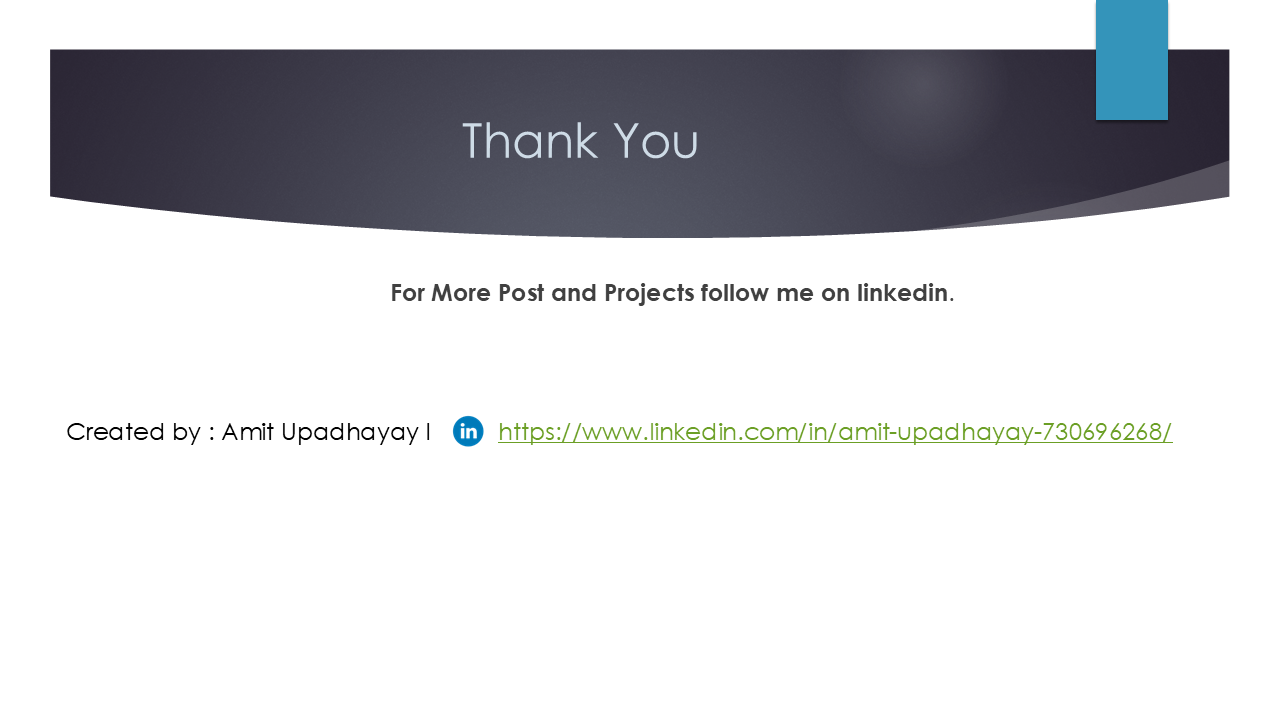 Thank You
For More Post and Projects follow me on linkedin.
Created by : Amit Upadhayay l in https://www.linkedin.com/in/amit-upadhayay-730696268/